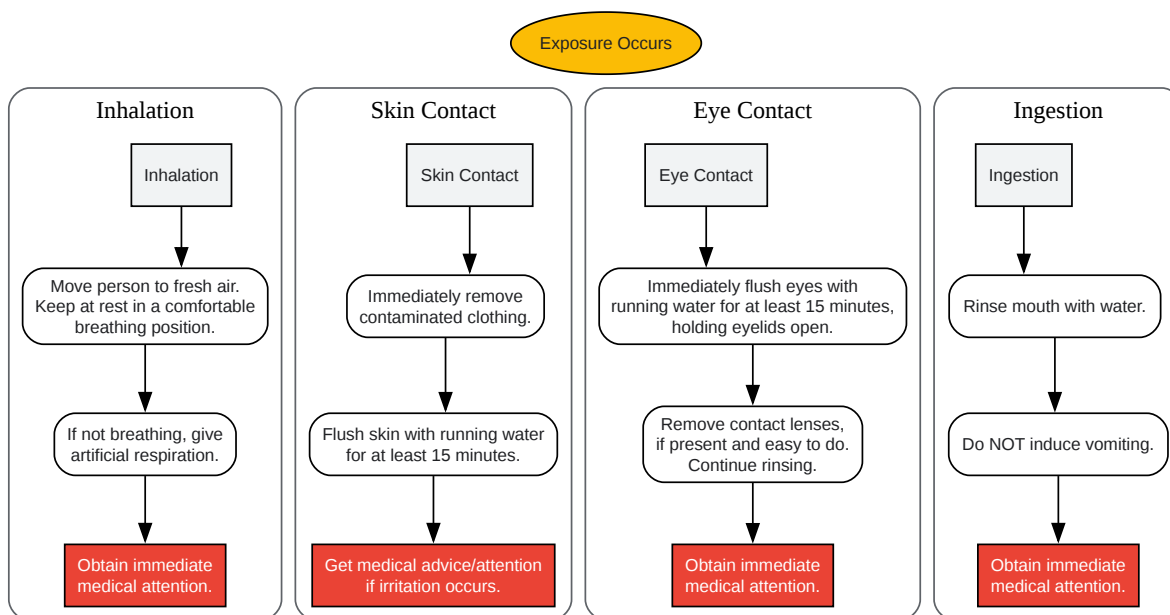 Exposure Occurs
Inhalation
Inhalation
Move person to fresh air.
Keep at rest in a comfortable
breathing position.
If not breathing, give
artificial respiration.
Obtain immediate
medical attention.
Skin Contact
Skin Contact
Immediately remove
contaminated clothing.
Flush skin with running water
for at least 15 minutes.
Get medical advice/attention
if irritation occurs.
Eye Contact
Eye Contact
Immediately flush eyes with
running water for at least 15 minutes,
holding eyelids open.
Remove contact lenses,
if present and easy to do.
Continue rinsing.
Obtain immediate
medical attention.
Ingestion
Ingestion
Rinse mouth with water.
Do NOT induce vomiting.
Obtain immediate
medical attention.